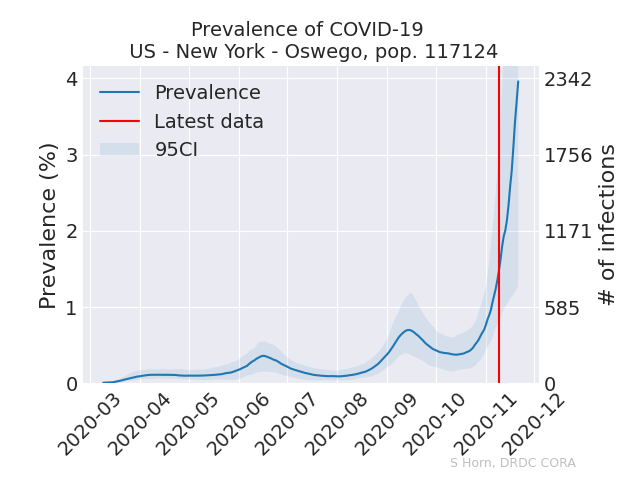 Prevalence of COVID-19
US - New York - Oswego, pop. 117124
Prevalence
Latest data
95CI
Prevalence (%)
4
3
2
1
0
2342
1756
1171
585
0
# of infections
2020-03
2020-04
2020-05
2020-06
2020-07
2020-08
2020-09
2020-10
2020-11
2020-12
S Horn, DRDC CORA